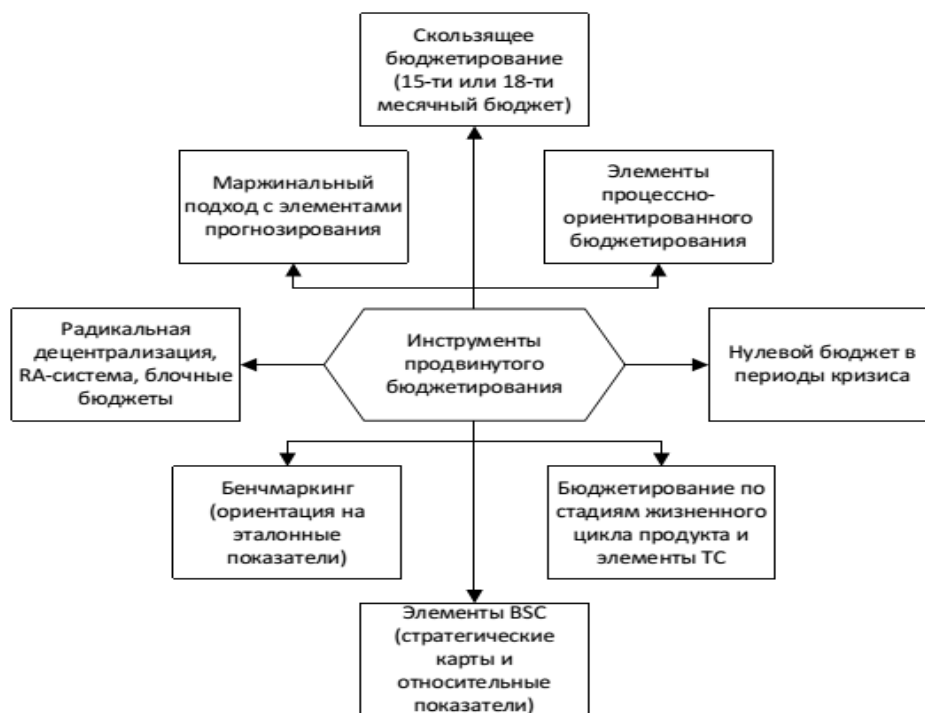 Скользящее
бюджетирование
(15-ти или 18-ти
месячный бюджет)
Маржинальный
подход с элементами
прогнозирования
Элементы
процессно-
ориентированного
бюджетирования
Радикальная
децентрализация,
RA-система, блочные
бюджеты
Инструменты
продвинутого
бюджетирования
Нулевой бюджет в
периоды кризиса
Бенчмаркинг
(ориентация на
эталонные
показатели)
Бюджетирование по
стадиям жизненного
цикла продукта и
элементы ТС
Элементы BSC
(стратегические
карты и
относительные
показатели)